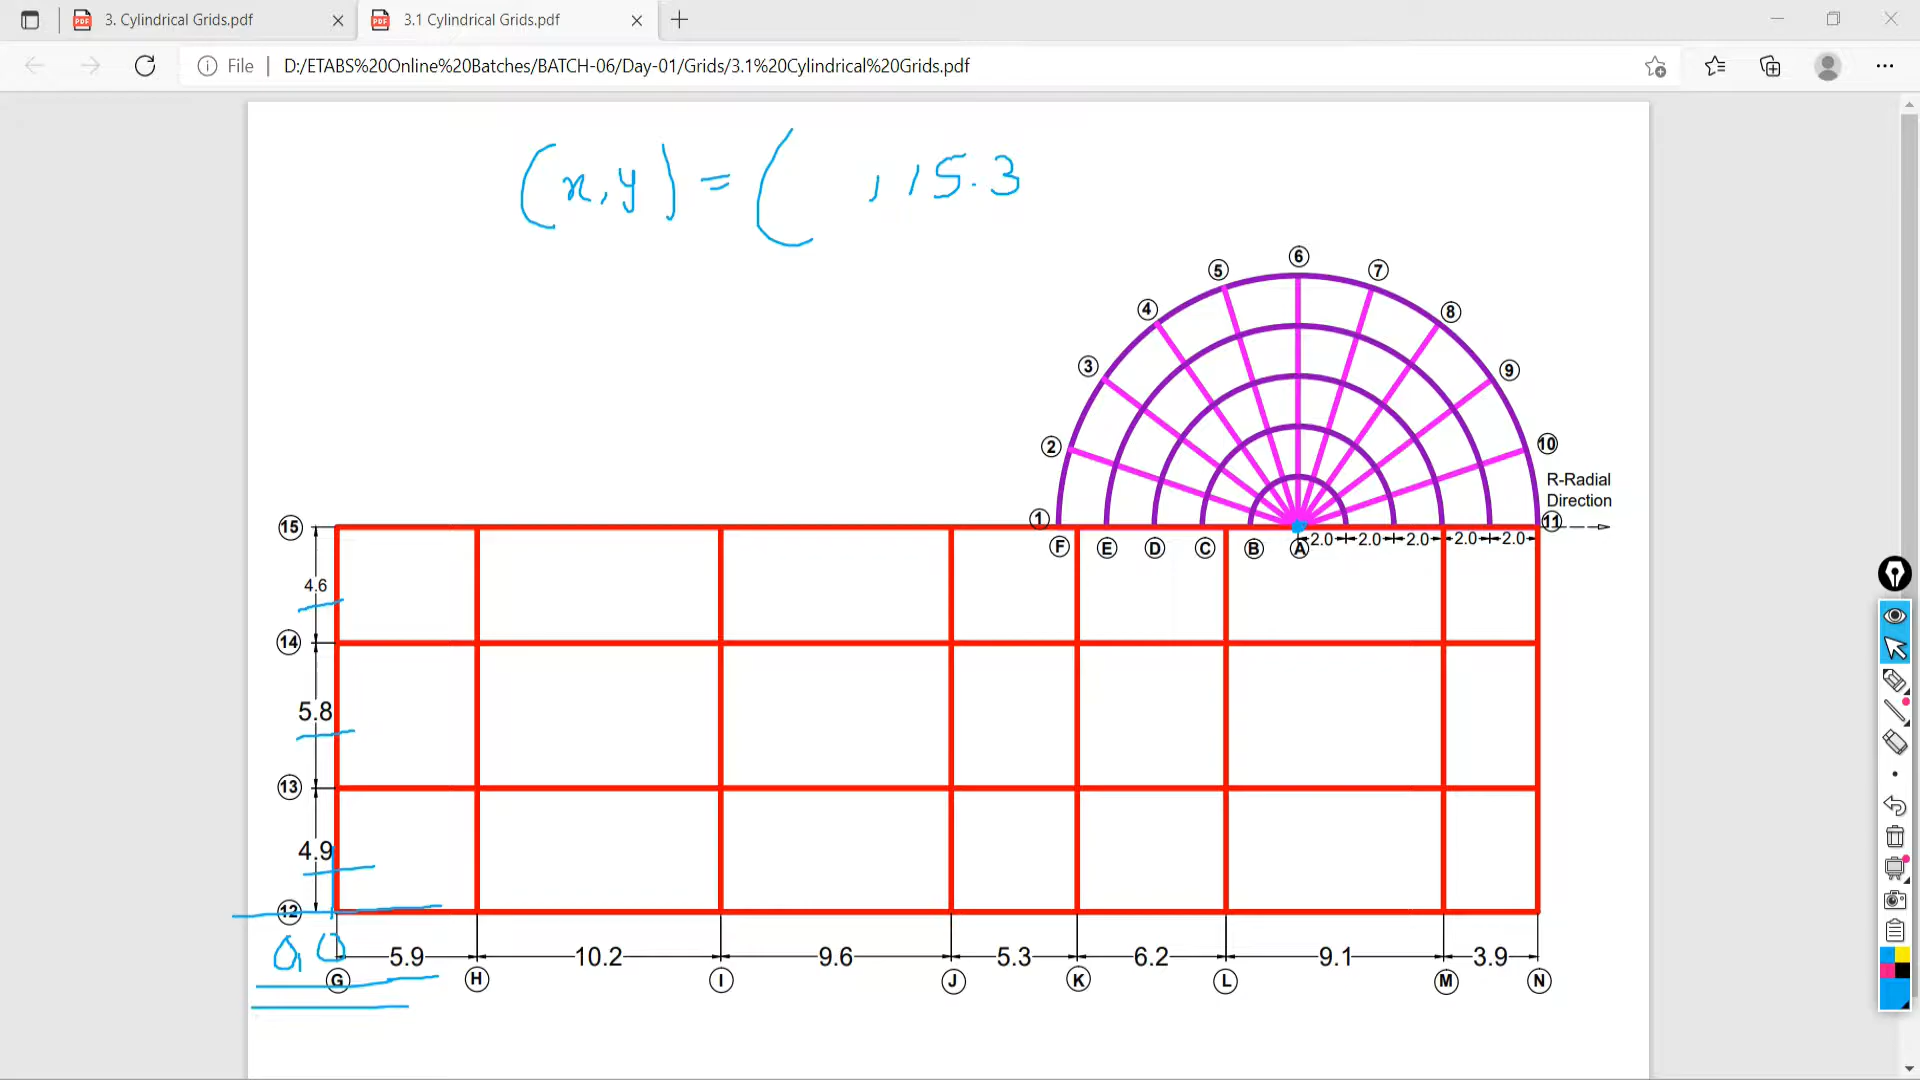 3. Cylindrical Grids.pdf
3.1 Cylindrical Grids.pdf
File
D:/ETABS%20Online%20Batches/BATCH-06/Day-01/Grids/3.1%20Cylindrical%20Grids.pdf
(x,y) = ( , 15.3
6
5
7
4
8
3
9
2
10
R-Radial
Direction
1
11
15
F E D C B A 2.0 2.0 2.0 2.0 2.0
4.6
14
5.8
13
4.9
12
0,0
5.9 10.2 9.6 5.3 6.2 9.1 3.9
G H I J K L M N